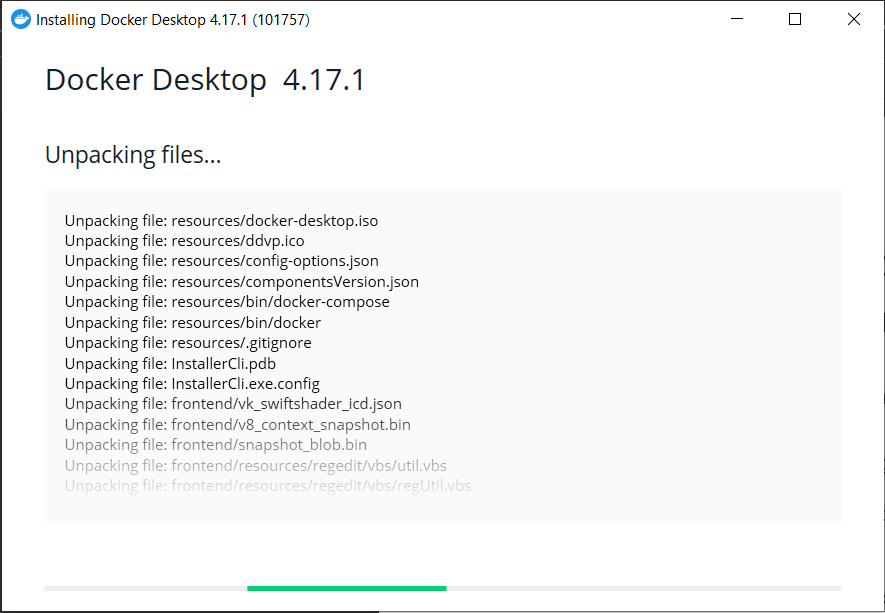 Installing Docker Desktop 4.17.1 (101757)
Docker Desktop 4.17.1
Unpacking files...
Unpacking file: resources/docker-desktop.iso
Unpacking file: resources/ddvp.ico
Unpacking file: resources/config-options.json
Unpacking file: resources/componentsVersion.json
Unpacking file: resources/bin/docker-compose
Unpacking file: resources/bin/docker
Unpacking file: resources/.gitignore
Unpacking file: InstallerCli.pdb
Unpacking file: InstallerCli.exe.config
Unpacking file: frontend/vk_swiftshader_icd.json
Unpacking file: frontend/v8_context_snapshot.bin
Unpacking file: frontend/snapshot_blob.bin
Unpacking file: frontend/resources/regedit/vbs/util.vbs
Unpacking file: frontend/resources/regedit/vbs/regUtil.vbs